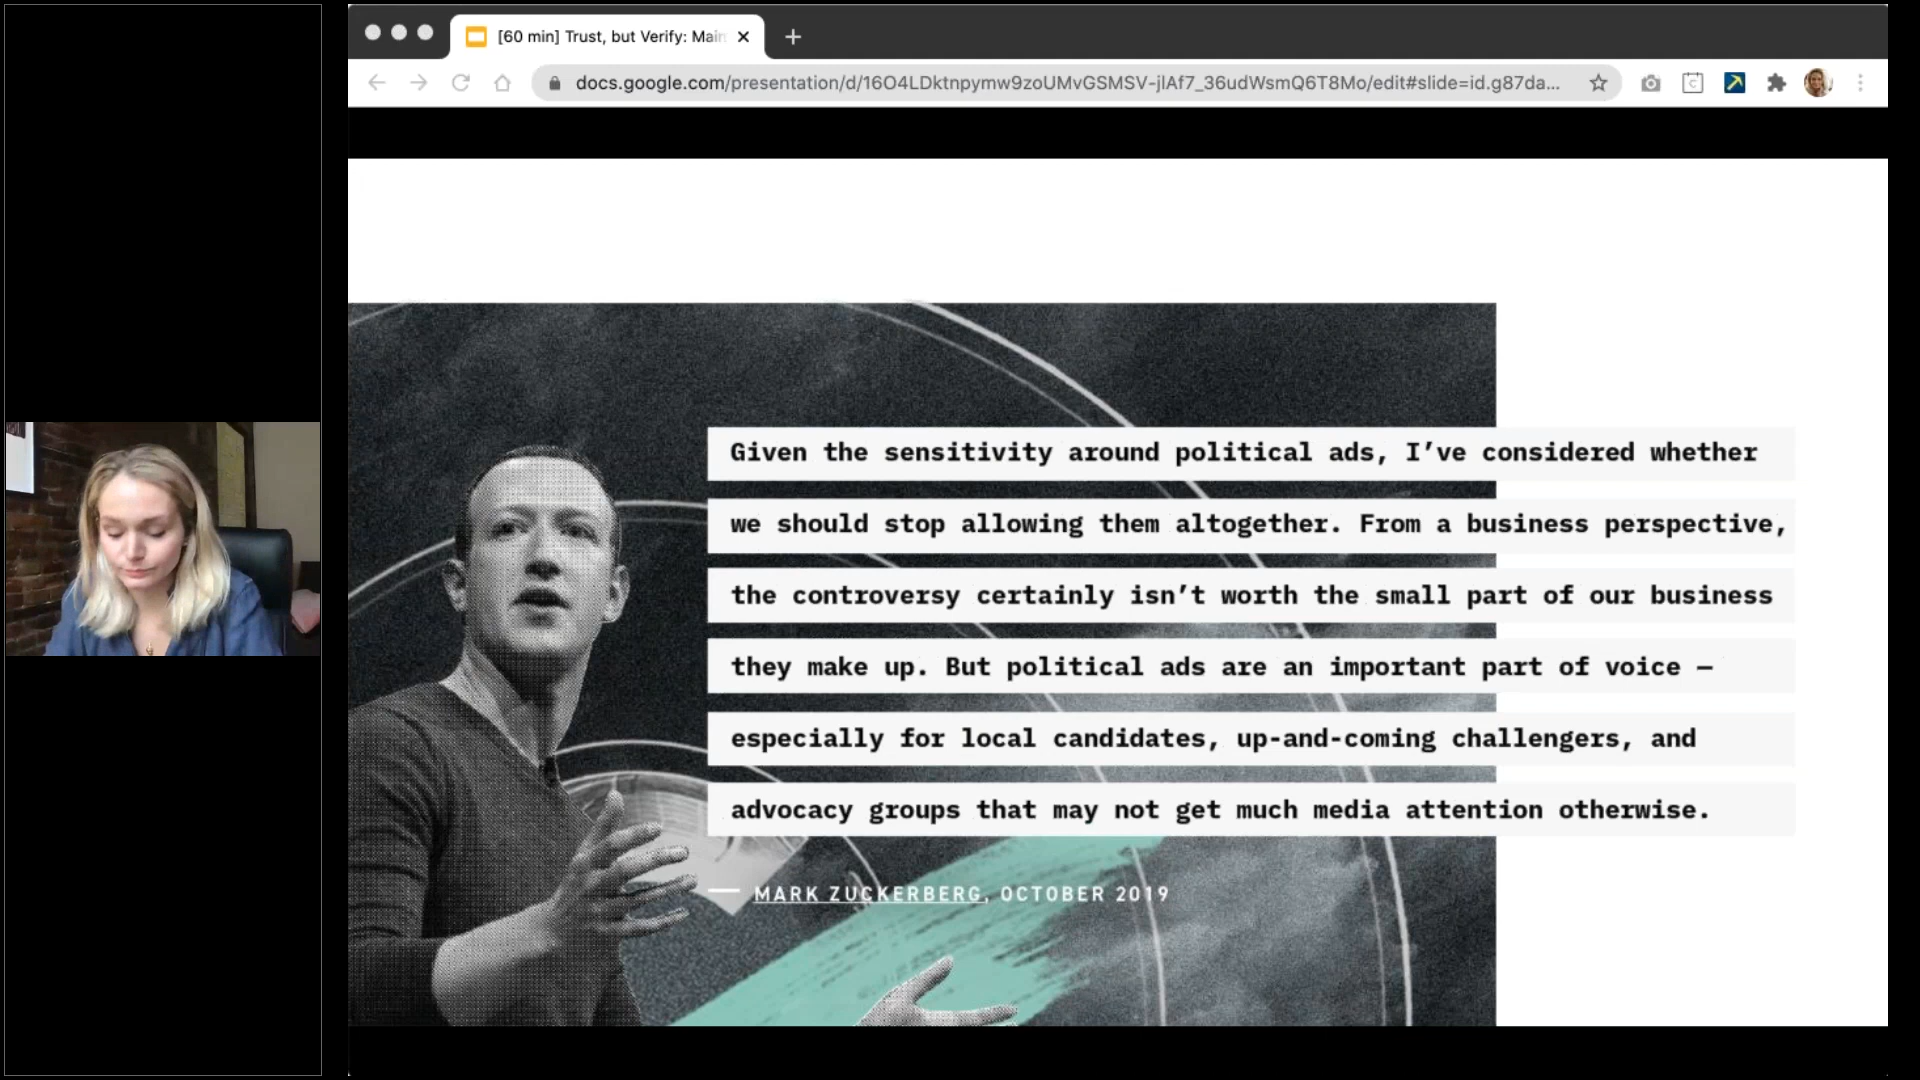 [60 min] Trust, but Verify: Main
docs.google.com/presentation/d/16O4LDktnpymw9zoUMvGSMSV-jlAf7_36udWsmQ6T8Mo/edit#slide=id.g87da...
Given the sensitivity around political ads, I’ve considered whether
we should stop allowing them altogether. From a business perspective,
the controversy certainly isn’t worth the small part of our business
they make up. But political ads are an important part of voice —
especially for local candidates, up-and-coming challengers, and
advocacy groups that may not get much media attention otherwise.
— MARK ZUCKERBERG, OCTOBER 2019